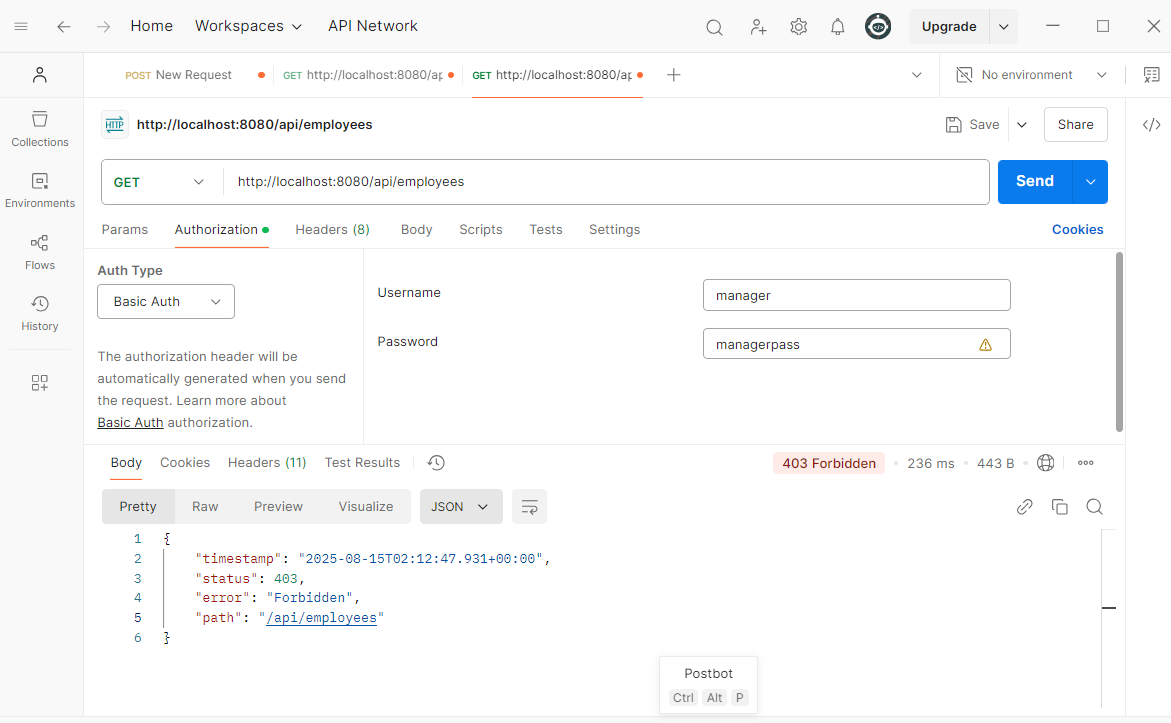 Home Workspaces API Network Upgrade
POST New Request GET http://localhost:8080/ap GET http://localhost:8080/ap No environment
HTTP http://localhost:8080/api/employees Save Share
GET http://localhost:8080/api/employees Send
Params Authorization Headers (8) Body Scripts Tests Settings Cookies
Collections
Environments
Flows
History
Auth Type
Basic Auth
The authorization header will be
automatically generated when you send
the request. Learn more about
Basic Auth authorization.
Username manager
Password managerpass
Body Cookies Headers (11) Test Results 403 Forbidden 236 ms 443 B
Pretty Raw Preview Visualize JSON
1 {
2 "timestamp": "2025-08-15T02:12:47.931+00:00",
3 "status": 403,
4 "error": "Forbidden",
5 "path": "/api/employees"
6 }
Postbot
Ctrl Alt P